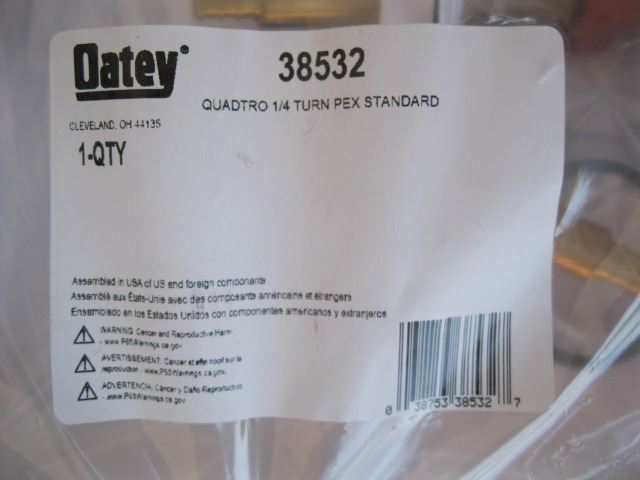 Oatey®
38532
QUADTRO 1/4 TURN PEX STANDARD
CLEVELAND, OH 44135
1-QTY
Assembled in USA of US and foreign components
Assemblé aux États-Unis avec des composants américains et étrangers
Ensamblado en los Estados Unidos con componentes americanos y extranjeros
WARNING: Cancer and Reproductive Harm
- www.P65Warnings.ca.gov.
AVERTISSEMENT: Cancer et effet nocif sur la
reproduction - www.P65Warnings.ca.gov.
ADVERTENCIA: Cáncer y Daño Reproductivo
- www.P65Warnings.ca.gov.
0 38753 38532 7